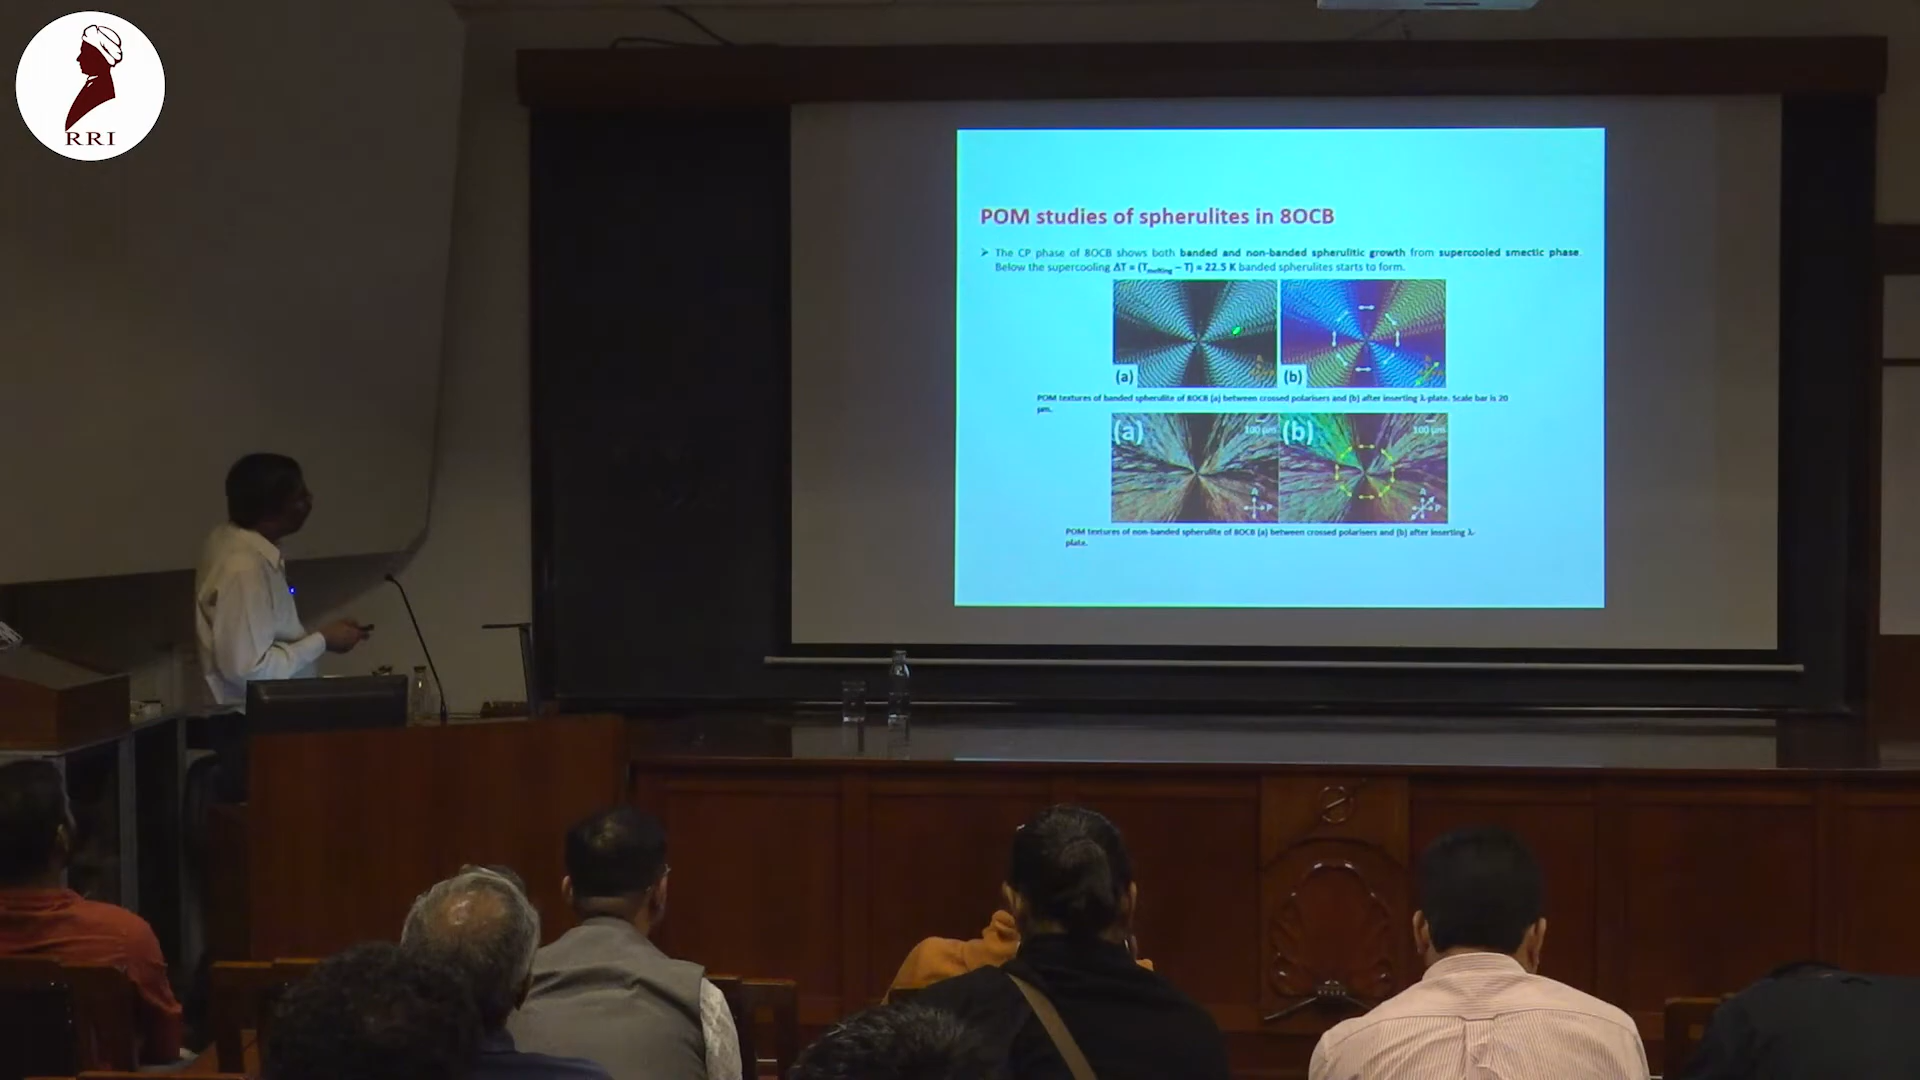 RRI
POM studies of spherulites in 8OCB
➤ The CP phase of 8OCB shows both banded and non-banded spherulitic growth from supercooled smectic phase.
Below the supercooling ΔT = (Tmelting – T) = 22.5 K banded spherulites starts to form.
(a) (b)
POM textures of banded spherulite of 8OCB (a) between crossed polarisers and (b) after inserting λ-plate. Scale bar is 20
μm.
(a) 100 μm (b) 100 μm
A P A P
POM textures of non-banded spherulite of 8OCB (a) between crossed polarisers and (b) after inserting λ-
plate.